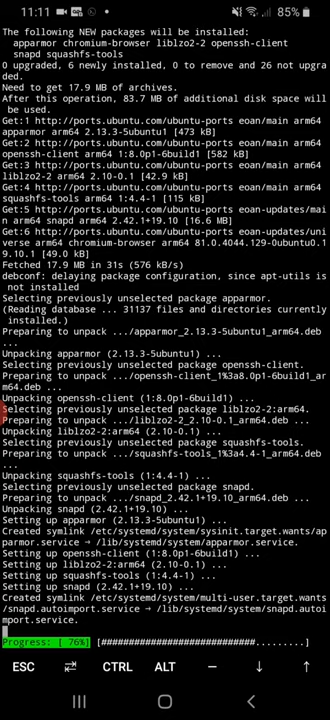 11:11
85%
The following NEW packages will be installed:
apparmor chromium-browser liblzo2-2 openssh-client
snapd squashfs-tools
0 upgraded, 6 newly installed, 0 to remove and 26 not upgra
ded.
Need to get 17.9 MB of archives.
After this operation, 83.7 MB of additional disk space will
be used.
Get:1 http://ports.ubuntu.com/ubuntu-ports eoan/main arm64
apparmor arm64 2.13.3-5ubuntu1 [473 kB]
Get:2 http://ports.ubuntu.com/ubuntu-ports eoan/main arm64
openssh-client arm64 1:8.0p1-6build1 [582 kB]
Get:3 http://ports.ubuntu.com/ubuntu-ports eoan/main arm64
liblzo2-2 arm64 2.10-0.1 [42.9 kB]
Get:4 http://ports.ubuntu.com/ubuntu-ports eoan/main arm64
squashfs-tools arm64 1:4.4-1 [115 kB]
Get:5 http://ports.ubuntu.com/ubuntu-ports eoan-updates/mai
n arm64 snapd arm64 2.42.1+19.10 [16.6 MB]
Get:6 http://ports.ubuntu.com/ubuntu-ports eoan-updates/uni
verse arm64 chromium-browser arm64 81.0.4044.129-0ubuntu0.1
9.10.1 [49.0 kB]
Fetched 17.9 MB in 31s (576 kB/s)
debconf: delaying package configuration, since apt-utils is
not installed
Selecting previously unselected package apparmor.
(Reading database ... 31137 files and directories currently
installed.)
Preparing to unpack .../apparmor_2.13.3-5ubuntu1_arm64.deb
...
Unpacking apparmor (2.13.3-5ubuntu1) ...
Selecting previously unselected package openssh-client.
Preparing to unpack .../openssh-client_1%3a8.0p1-6build1_ar
m64.deb ...
Unpacking openssh-client (1:8.0p1-6build1) ...
Selecting previously unselected package liblzo2-2:arm64.
Preparing to unpack .../liblzo2-2_2.10-0.1_arm64.deb ...
Unpacking liblzo2-2:arm64 (2.10-0.1) ...
Selecting previously unselected package squashfs-tools.
Preparing to unpack .../squashfs-tools_1%3a4.4-1_arm64.deb
...
Unpacking squashfs-tools (1:4.4-1) ...
Selecting previously unselected package snapd.
Preparing to unpack .../snapd_2.42.1+19.10_arm64.deb ...
Unpacking snapd (2.42.1+19.10) ...
Setting up apparmor (2.13.3-5ubuntu1) ...
Created symlink /etc/systemd/system/sysinit.target.wants/ap
parmor.service → /lib/systemd/system/apparmor.service.
Setting up openssh-client (1:8.0p1-6build1) ...
Setting up liblzo2-2:arm64 (2.10-0.1) ...
Setting up squashfs-tools (1:4.4-1) ...
Setting up snapd (2.42.1+19.10) ...
Created symlink /etc/systemd/system/multi-user.target.wants
/snapd.autoimport.service → /lib/systemd/system/snapd.autoi
mport.service.
Progress: [ 76%] [############################.........]
ESC CTRL ALT — ↓ ↑